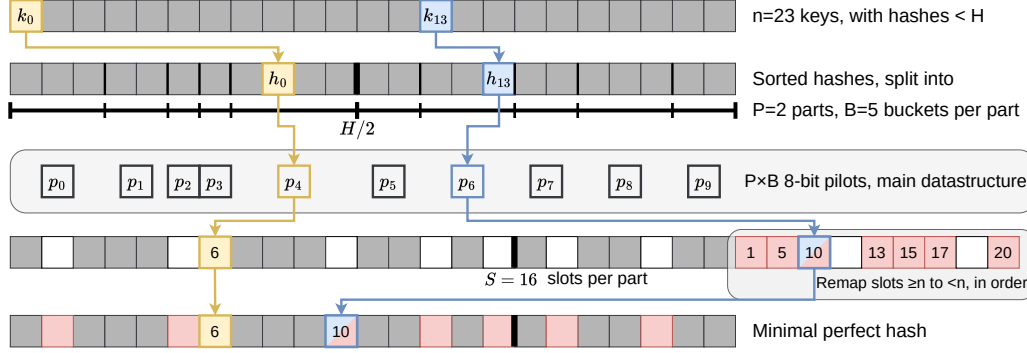 k₀ k₁₃ n=23 keys, with hashes < H
h₀ h₁₃ Sorted hashes, split into
H/2 P=2 parts, B=5 buckets per part
p₀ p₁ p₂ p₃ p₄ p₅ p₆ p₇ p₈ p₉ P×B 8-bit pilots, main datastructure
6 1 5 10 13 15 17 20
S = 16 slots per part Remap slots ≥n to <n, in order
6 10 Minimal perfect hash